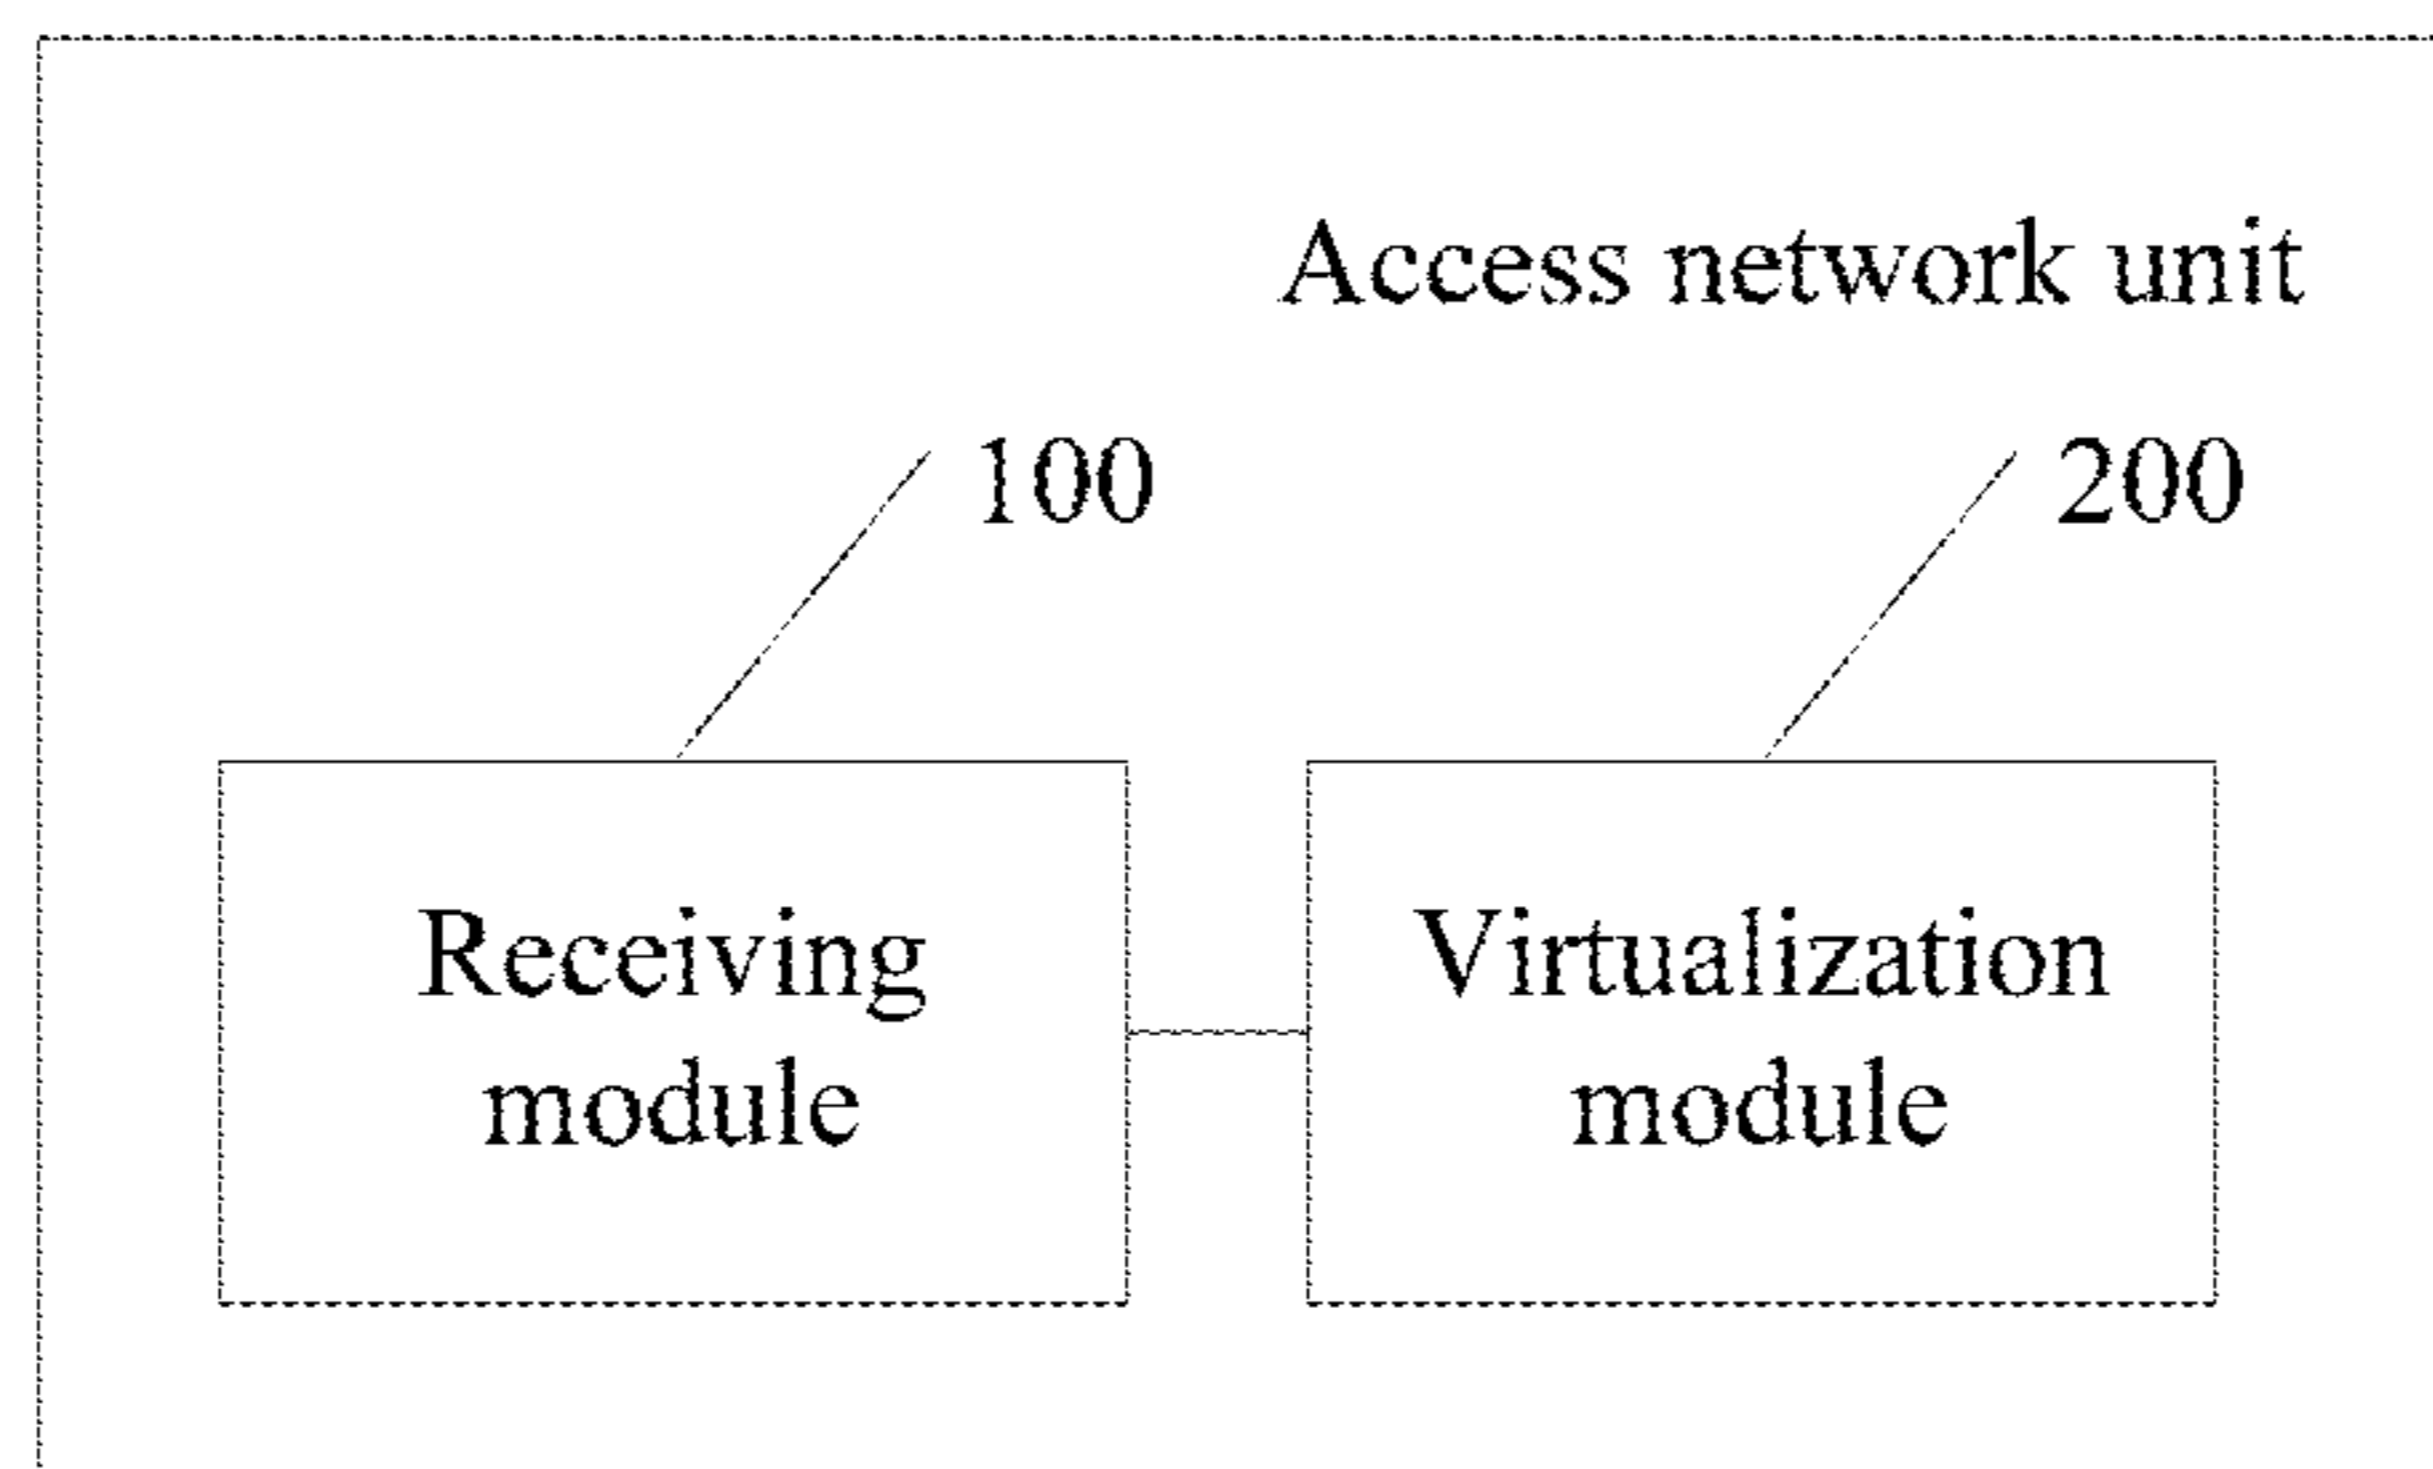 Access network unit
100
200
Receiving
module
Virtualization
module